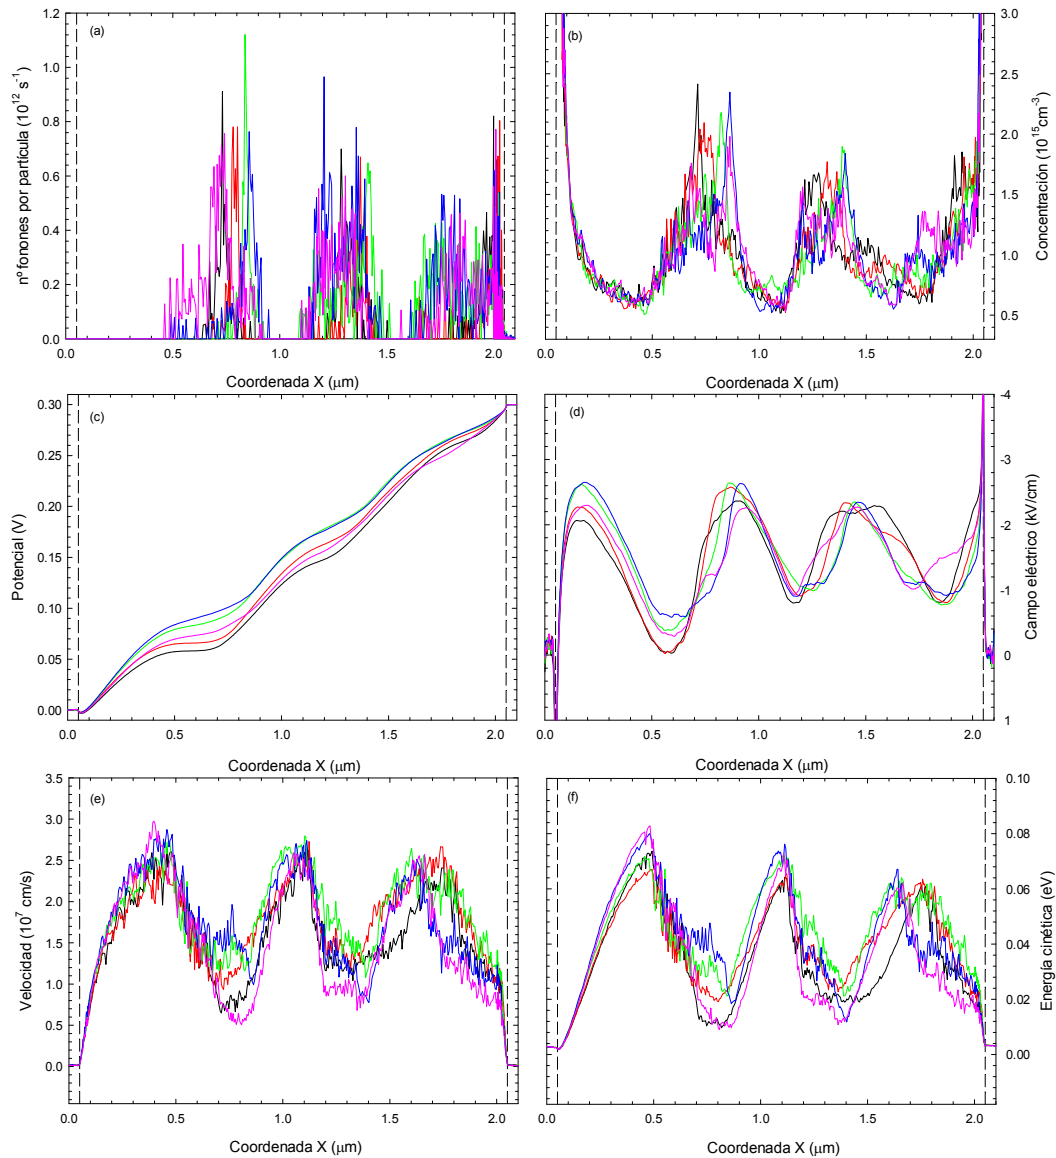 (a)
nº fonones por partícula (10¹² s⁻¹)
1.2
1.0
0.8
0.6
0.4
0.2
0.0
0.0 0.5 1.0 1.5 2.0
Coordenada X (μm)
(b)
3.0
2.5
2.0
1.5
1.0
0.5
Concentración (10¹⁵cm⁻³)
0.0 0.5 1.0 1.5 2.0
Coordenada X (μm)
(c)
Potencial (V)
0.30
0.25
0.20
0.15
0.10
0.05
0.00
0.0 0.5 1.0 1.5 2.0
Coordenada X (μm)
(d)
-4
-3
-2
-1
0
1
Campo eléctrico (kV/cm)
0.0 0.5 1.0 1.5 2.0
Coordenada X (μm)
(e)
Velocidad (10⁷ cm/s)
3.5
3.0
2.5
2.0
1.5
1.0
0.5
0.0
0.0 0.5 1.0 1.5 2.0
Coordenada X (μm)
(f)
0.10
0.08
0.06
0.04
0.02
0.00
Energía cinética (eV)
0.0 0.5 1.0 1.5 2.0
Coordenada X (μm)